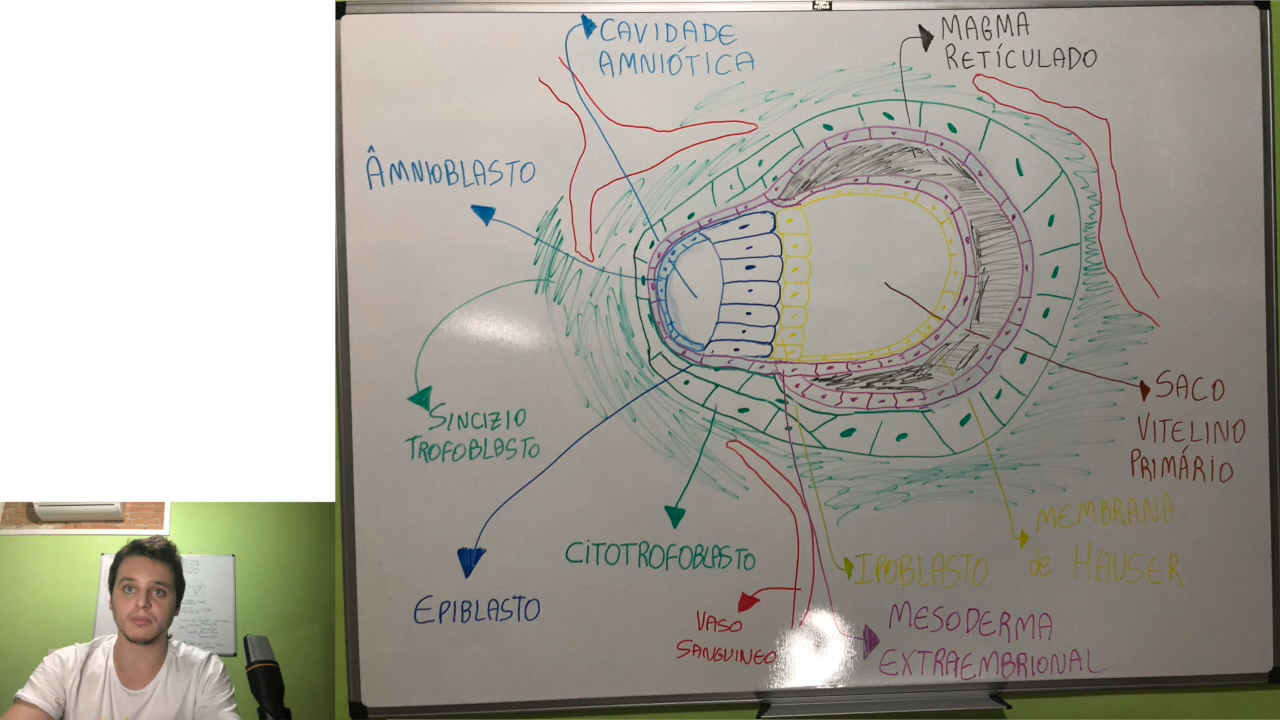 CAVIDADE
AMNIÓTICA
MAGMA
RETÍCULADO
ÂMNIOBLASTO
SACO
VITELINO
PRIMÁRIO
SINCIZIO
TROFOBLASTO
MEMBRANA
de HAUSER
CITOTROFOBLASTO
IPOBLASTO
EPIBLASTO
VASO
SANGUINEO
MESODERMA
EXTRAEMBRIONAL